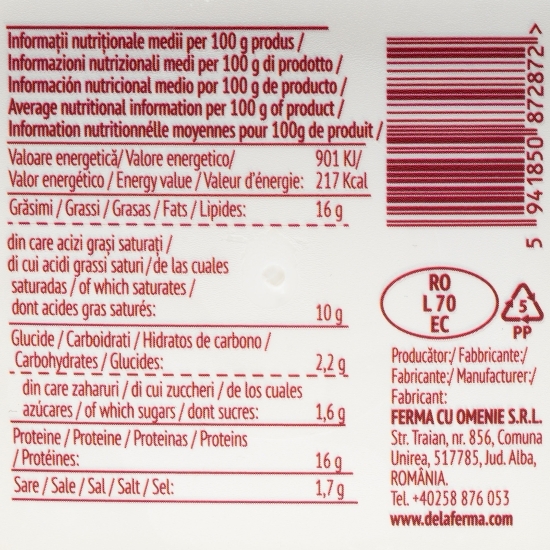 Informații nutriționale medii per 100 g produs /
Informazioni nutrizionali medi per 100 g di prodotto /
Información nutricional medio por 100 g de producto /
Average nutritional information per 100 g of product /
Information nutritionnélle moyennes pour 100g de produit /
Valoare energetică/ Valore energetico/ 901 KJ/
Valor energético / Energy value / Valeur d'énergie: 217 Kcal
Grăsimi / Grassi / Grasas / Fats / Lipides: 16 g
din care acizi grași saturați /
di cui acidi grassi saturi / de las cuales
saturadas / of which saturates /
dont acides gras saturés: 10 g
Glucide / Carboidrati / Hidratos de carbono /
Carbohydrates / Glucides: 2,2 g
din care zaharuri / di cui zuccheri / de los cuales
azúcares / of which sugars / dont sucres: 1,6 g
Proteine / Proteine / Proteinas / Proteins
/ Protéines: 16 g
Sare / Sale / Sal / Salt / Sel: 1,7 g
5 941850 872872 >
RO
L 70
EC
5
PP
Producător:/ Fabbricante:/
Fabricante:/ Manufacturer:/
Fabricant:
FERMA CU OMENIE S.R.L.
Str. Traian, nr. 856, Comuna
Unirea, 517785, Jud. Alba,
ROMÂNIA.
Tel. +40258 876 053
www.delaferma.com